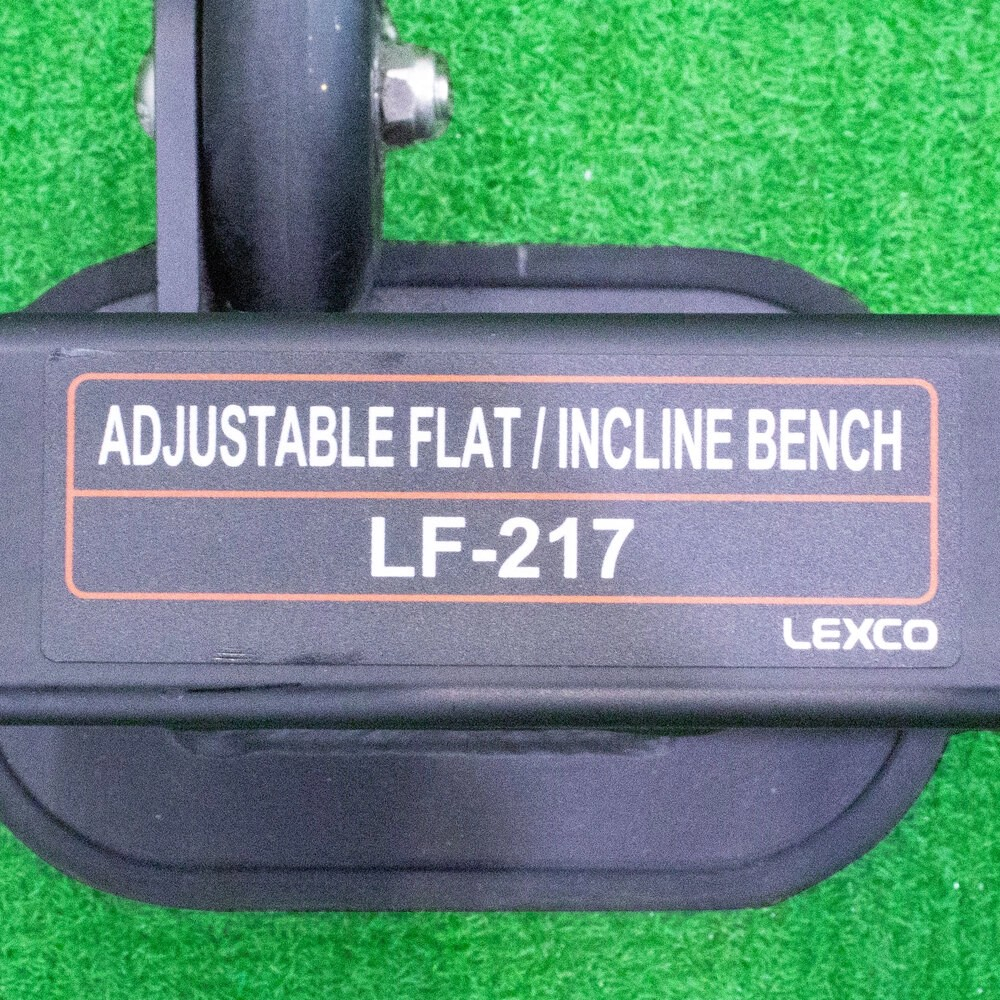 ADJUSTABLE FLAT / INCLINE BENCH
LF-217
LEXCO